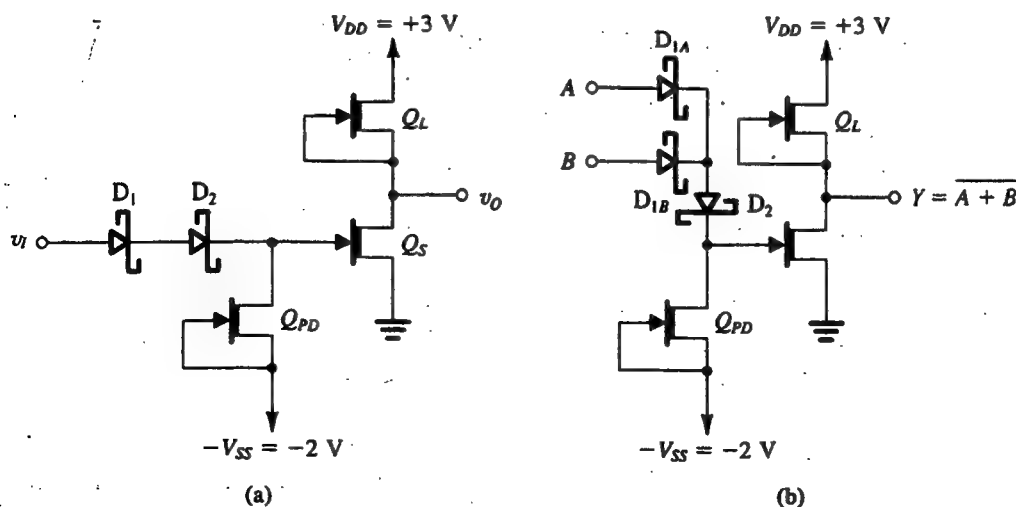 V_DD = +3 V
Q_L
D_1
D_2
v_I
v_O
Q_S
Q_PD
−V_SS = −2 V
(a)
V_DD = +3 V
D_1A
A
Q_L
B
D_1B
D_2
Y = \overline{A + B}
Q_PD
−V_SS = −2 V
(b)